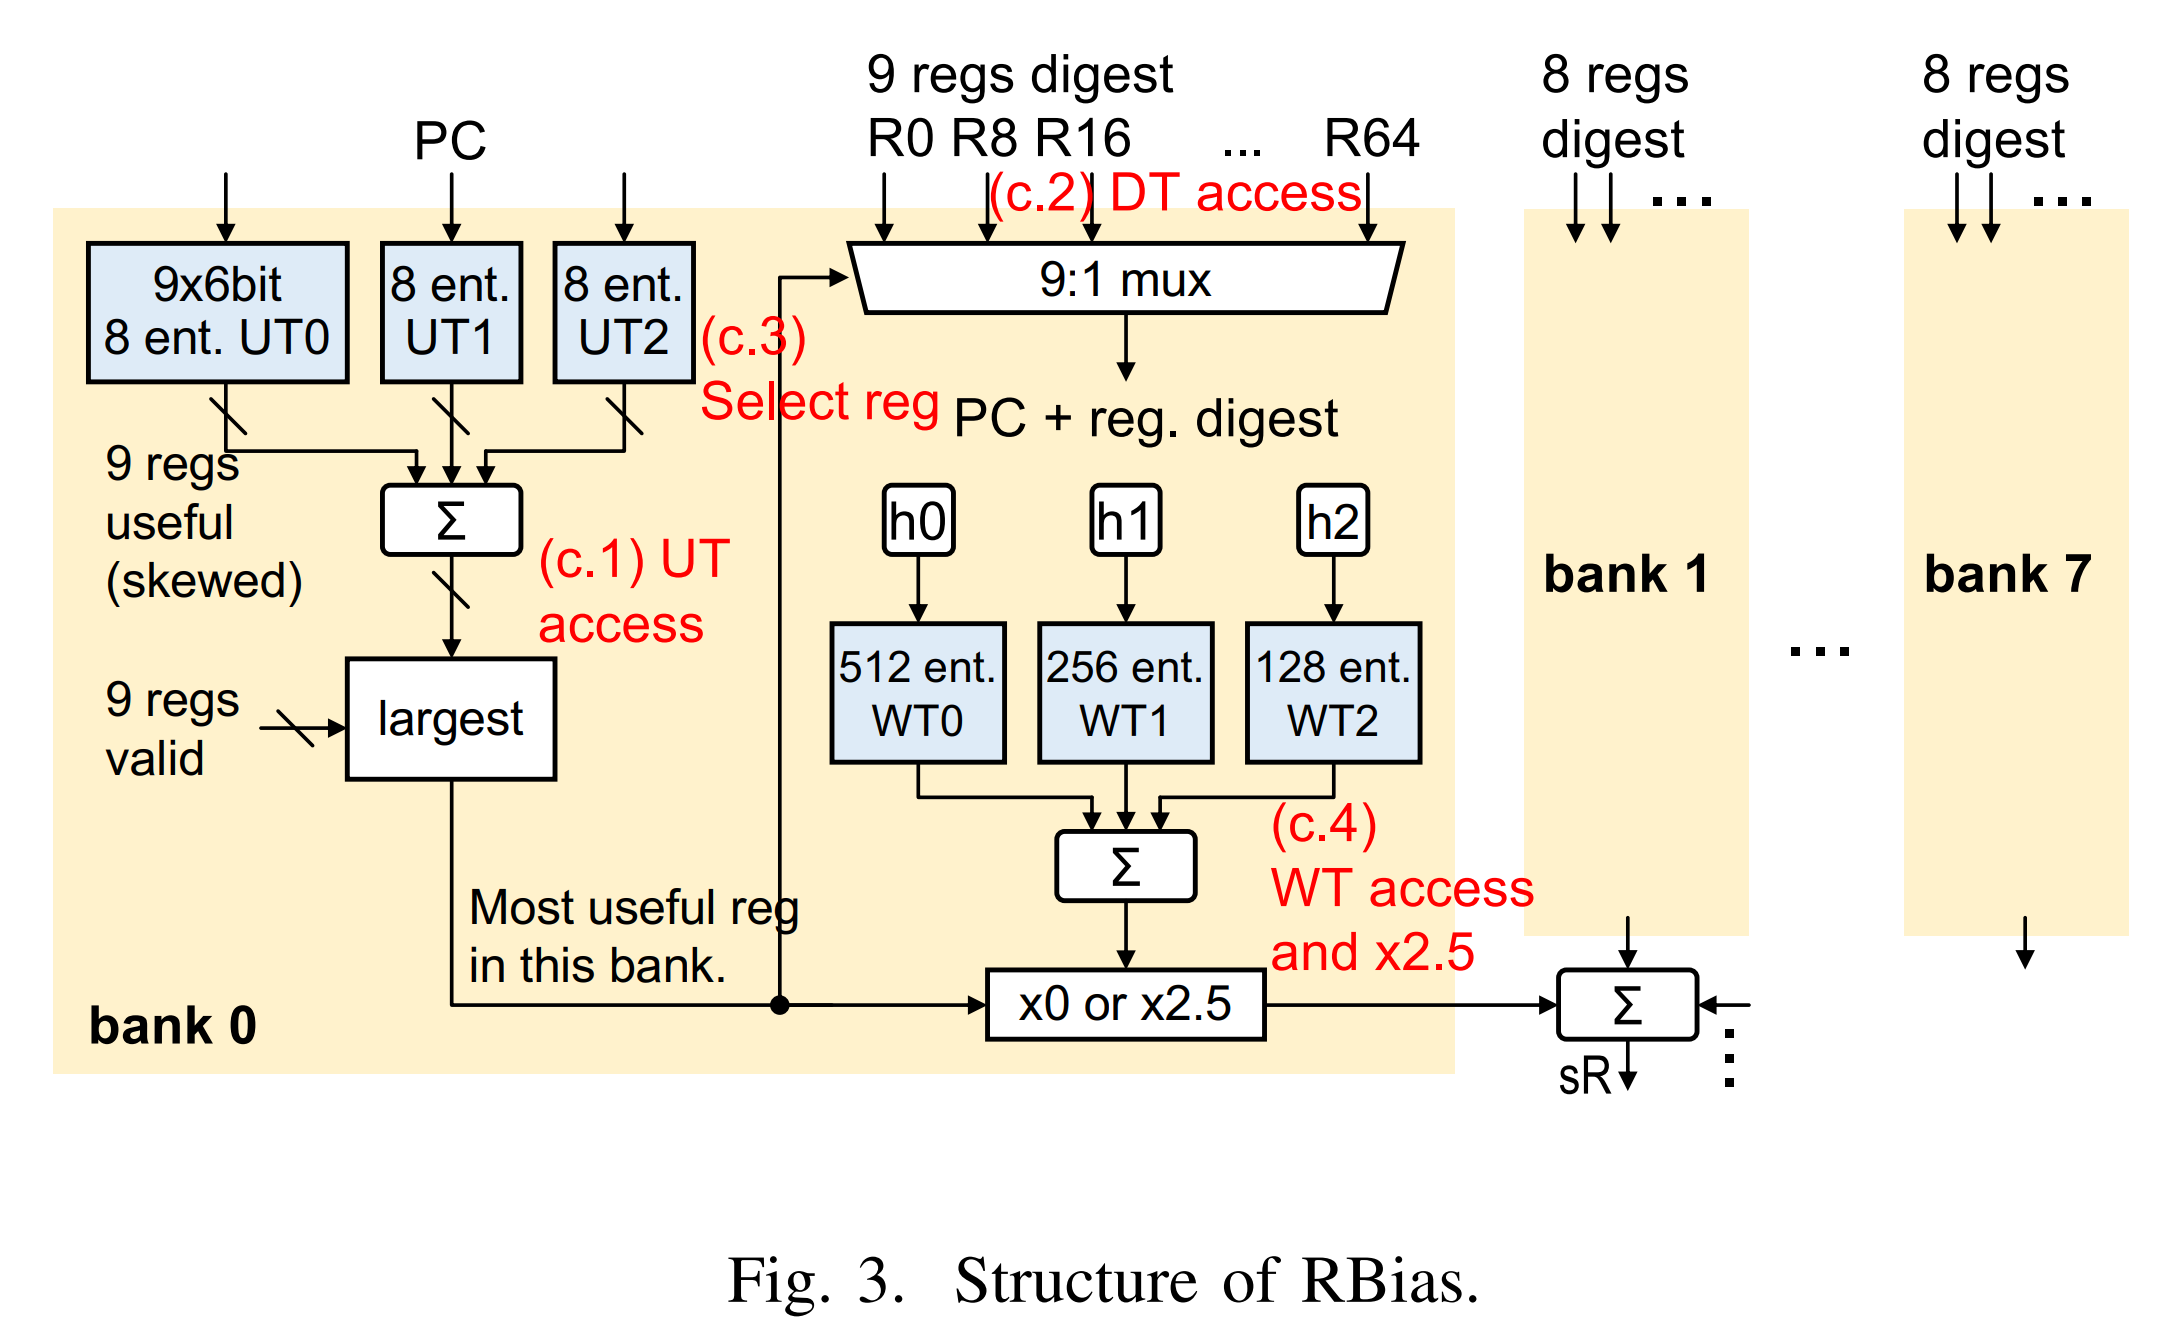 9 regs digest
R0 R8 R16 ... R64
8 regs
digest
...
8 regs
digest
...
PC
(c.2) DT access
9x6bit
8 ent. UT0
8 ent.
UT1
8 ent.
UT2
9:1 mux
(c.3)
Select reg
PC + reg. digest
9 regs
useful
(skewed)
Σ
(c.1) UT
access
h0
h1
h2
bank 1
...
bank 7
9 regs
valid
largest
512 ent.
WT0
256 ent.
WT1
128 ent.
WT2
Σ
(c.4)
WT access
and x2.5
Most useful reg
in this bank.
bank 0
x0 or x2.5
Σ
sR
Fig. 3. Structure of RBias.